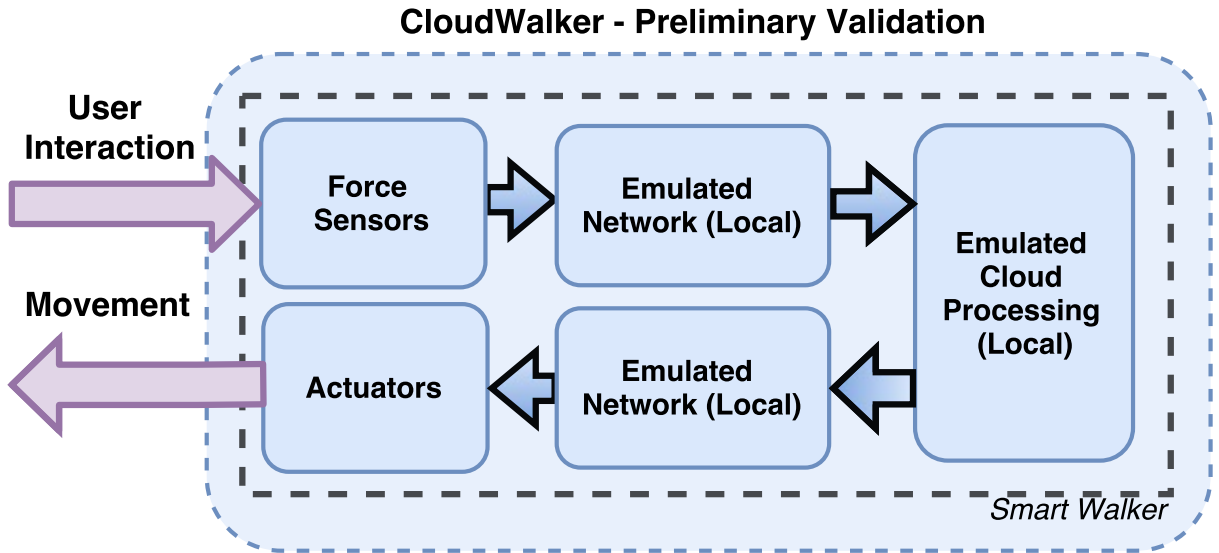 CloudWalker - Preliminary Validation
User
Interaction
Force
Sensors
Emulated
Network (Local)
Emulated
Cloud
Processing
(Local)
Movement
Actuators
Emulated
Network (Local)
Smart Walker